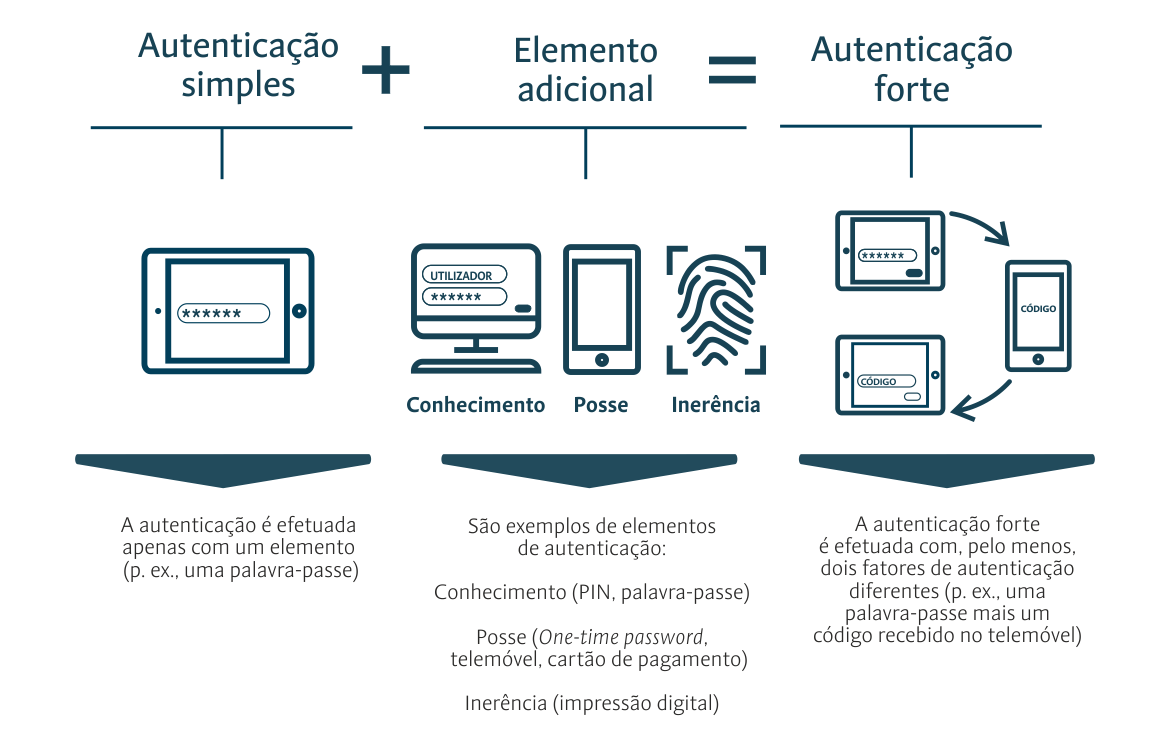 Autenticação
simples
+
Elemento
adicional
=
Autenticação
forte
******
UTILIZADOR
******
Conhecimento
Posse
Inerência
******
CÓDIGO
CÓDIGO
A autenticação é efetuada
apenas com um elemento
(p. ex., uma palavra-passe)
São exemplos de elementos
de autenticação:
Conhecimento (PIN, palavra-passe)
Posse (One-time password,
telemóvel, cartão de pagamento)
Inerência (impressão digital)
A autenticação forte
é efetuada com, pelo menos,
dois fatores de autenticação
diferentes (p. ex., uma
palavra-passe mais um
código recebido no telemóvel)